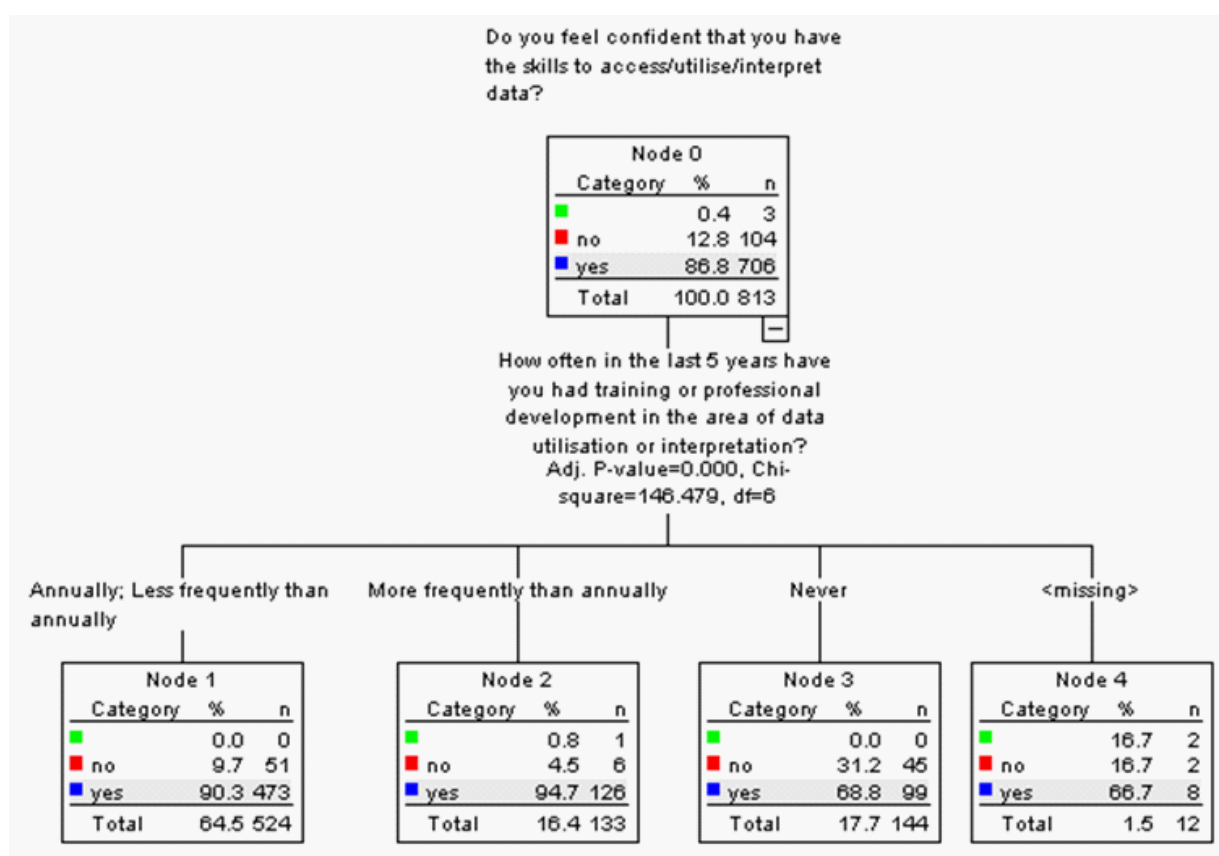 Do you feel confident that you have
the skills to access/utilise/interpret
data?
Node 0
Category % n
0.4 3
no 12.8 104
yes 86.8 706
Total 100.0 813
How often in the last 5 years have
you had training or professional
development in the area of data
utilisation or interpretation?
Adj. P-value=0.000, Chi-
square=146.479, df=6
Annually; Less frequently than
annually
More frequently than annually
Never
<missing>
Node 1
Category % n
0.0 0
no 9.7 51
yes 90.3 473
Total 64.5 524
Node 2
Category % n
0.8 1
no 4.5 6
yes 94.7 126
Total 16.4 133
Node 3
Category % n
0.0 0
no 31.2 45
yes 68.8 99
Total 17.7 144
Node 4
Category % n
16.7 2
no 16.7 2
yes 66.7 8
Total 1.5 12